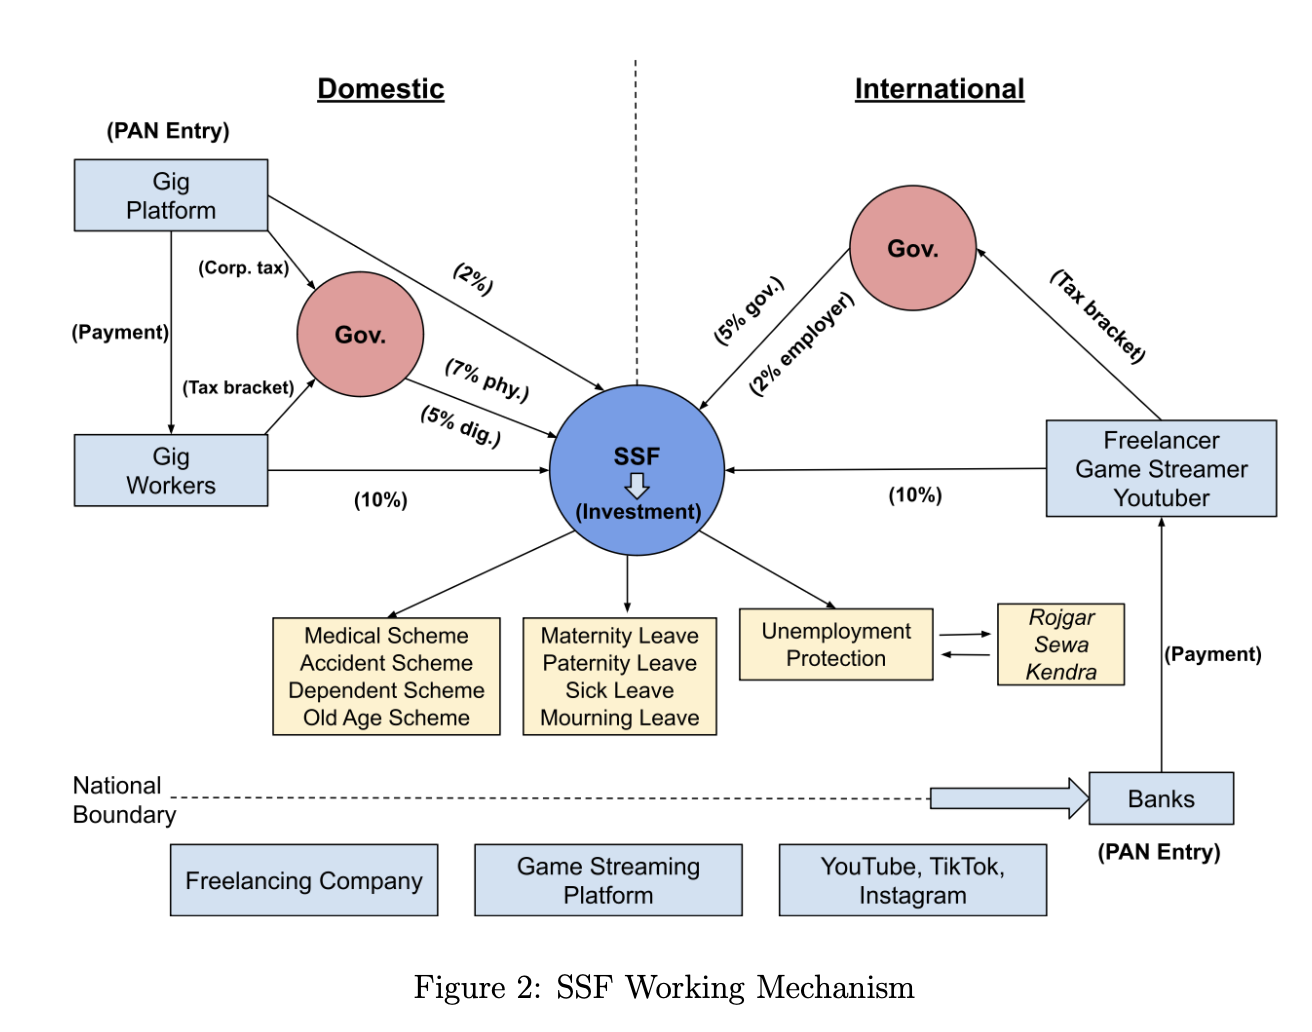 Domestic
International
(PAN Entry)
Gig
Platform
(Corp. tax)
(2%)
(Payment)
Gov.
(Tax bracket)
(7% phy.)
(5% dig.)
Gig
Workers
(10%)
Gov.
(5% gov.)
(2% employer)
(Tax bracket)
SSF
(Investment)
(10%)
Freelancer
Game Streamer
Youtuber
Medical Scheme
Accident Scheme
Dependent Scheme
Old Age Scheme
Maternity Leave
Paternity Leave
Sick Leave
Mourning Leave
Unemployment
Protection
Rojgar
Sewa
Kendra
(Payment)
National
Boundary
Banks
(PAN Entry)
Freelancing Company
Game Streaming
Platform
YouTube, TikTok,
Instagram
Figure 2: SSF Working Mechanism